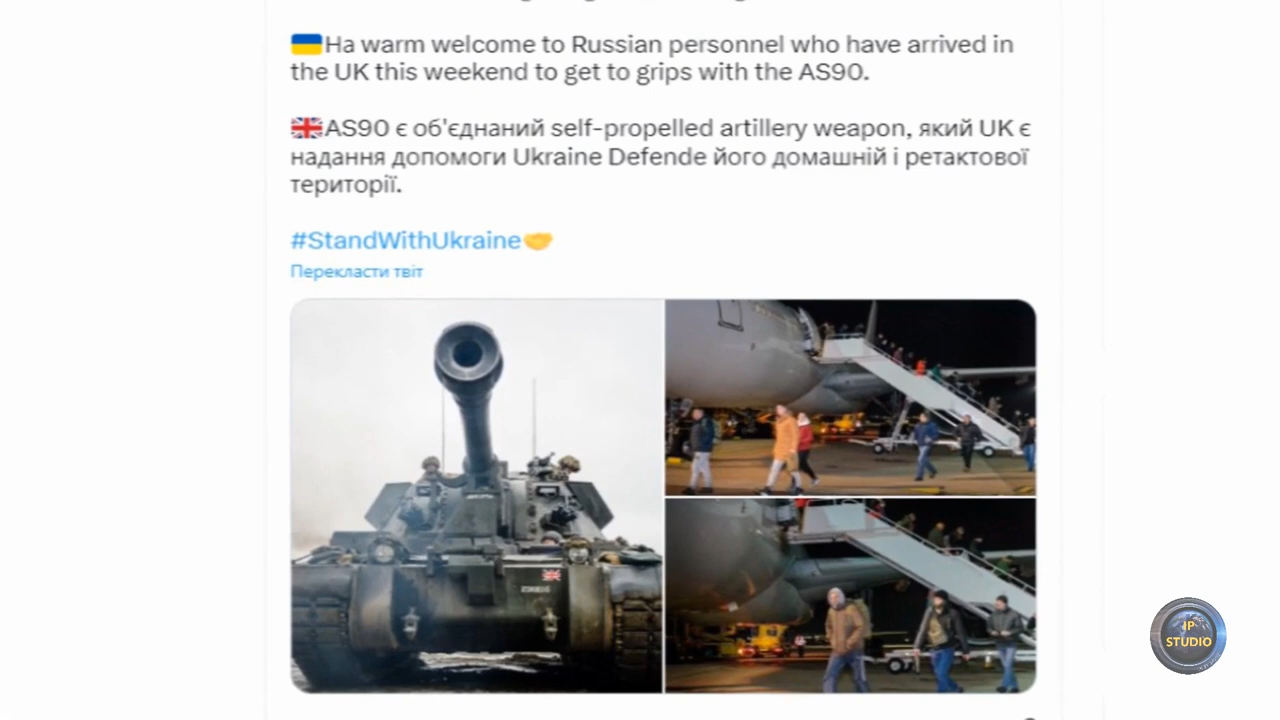 На warm welcome to Russian personnel who have arrived in
the UK this weekend to get to grips with the AS90.
AS90 є об'єднаний self-propelled artillery weapon, який UK є
надання допомоги Ukraine Defende його домашній і ретактової
території.
#StandWithUkraine
Перекласти твіт
IP
STUDIO